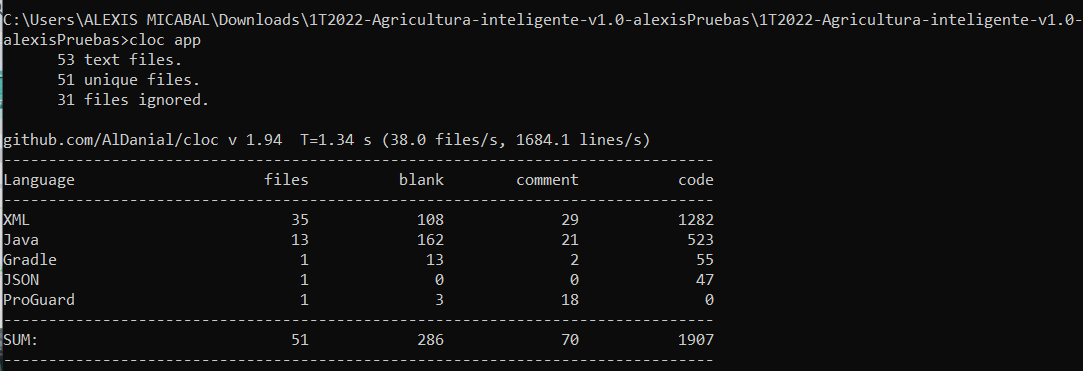 C:\Users\ALEXIS MICABAL\Downloads\1T2022-Agricultura-inteligente-v1.0-alexisPruebas\1T2022-Agricultura-inteligente-v1.0-
alexisPruebas>cloc app
      53 text files.
      51 unique files.
      31 files ignored.
github.com/AlDanial/cloc v 1.94  T=1.34 s (38.0 files/s, 1684.1 lines/s)
-------------------------------------------------------------------------------
Language                     files          blank        comment           code
-------------------------------------------------------------------------------
XML                             35            108             29           1282
Java                            13            162             21            523
Gradle                           1             13              2             55
JSON                             1              0              0             47
ProGuard                         1              3             18              0
-------------------------------------------------------------------------------
SUM:                            51            286             70           1907
-------------------------------------------------------------------------------